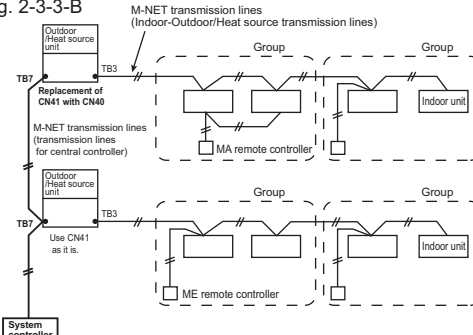 g. 2-3-3-B
M-NET transmission lines
(Indoor-Outdoor/Heat source transmission lines)
Outdoor
/Heat source
unit
TB7
TB3
Replacement of
CN41 with CN40
Group
Group
Indoor unit
MA remote controller
M-NET transmission lines
(transmission lines
for central controller)
Outdoor
/Heat source
unit
TB7
TB3
Use CN41
as it is.
Group
Group
Indoor unit
ME remote controller
System
controller